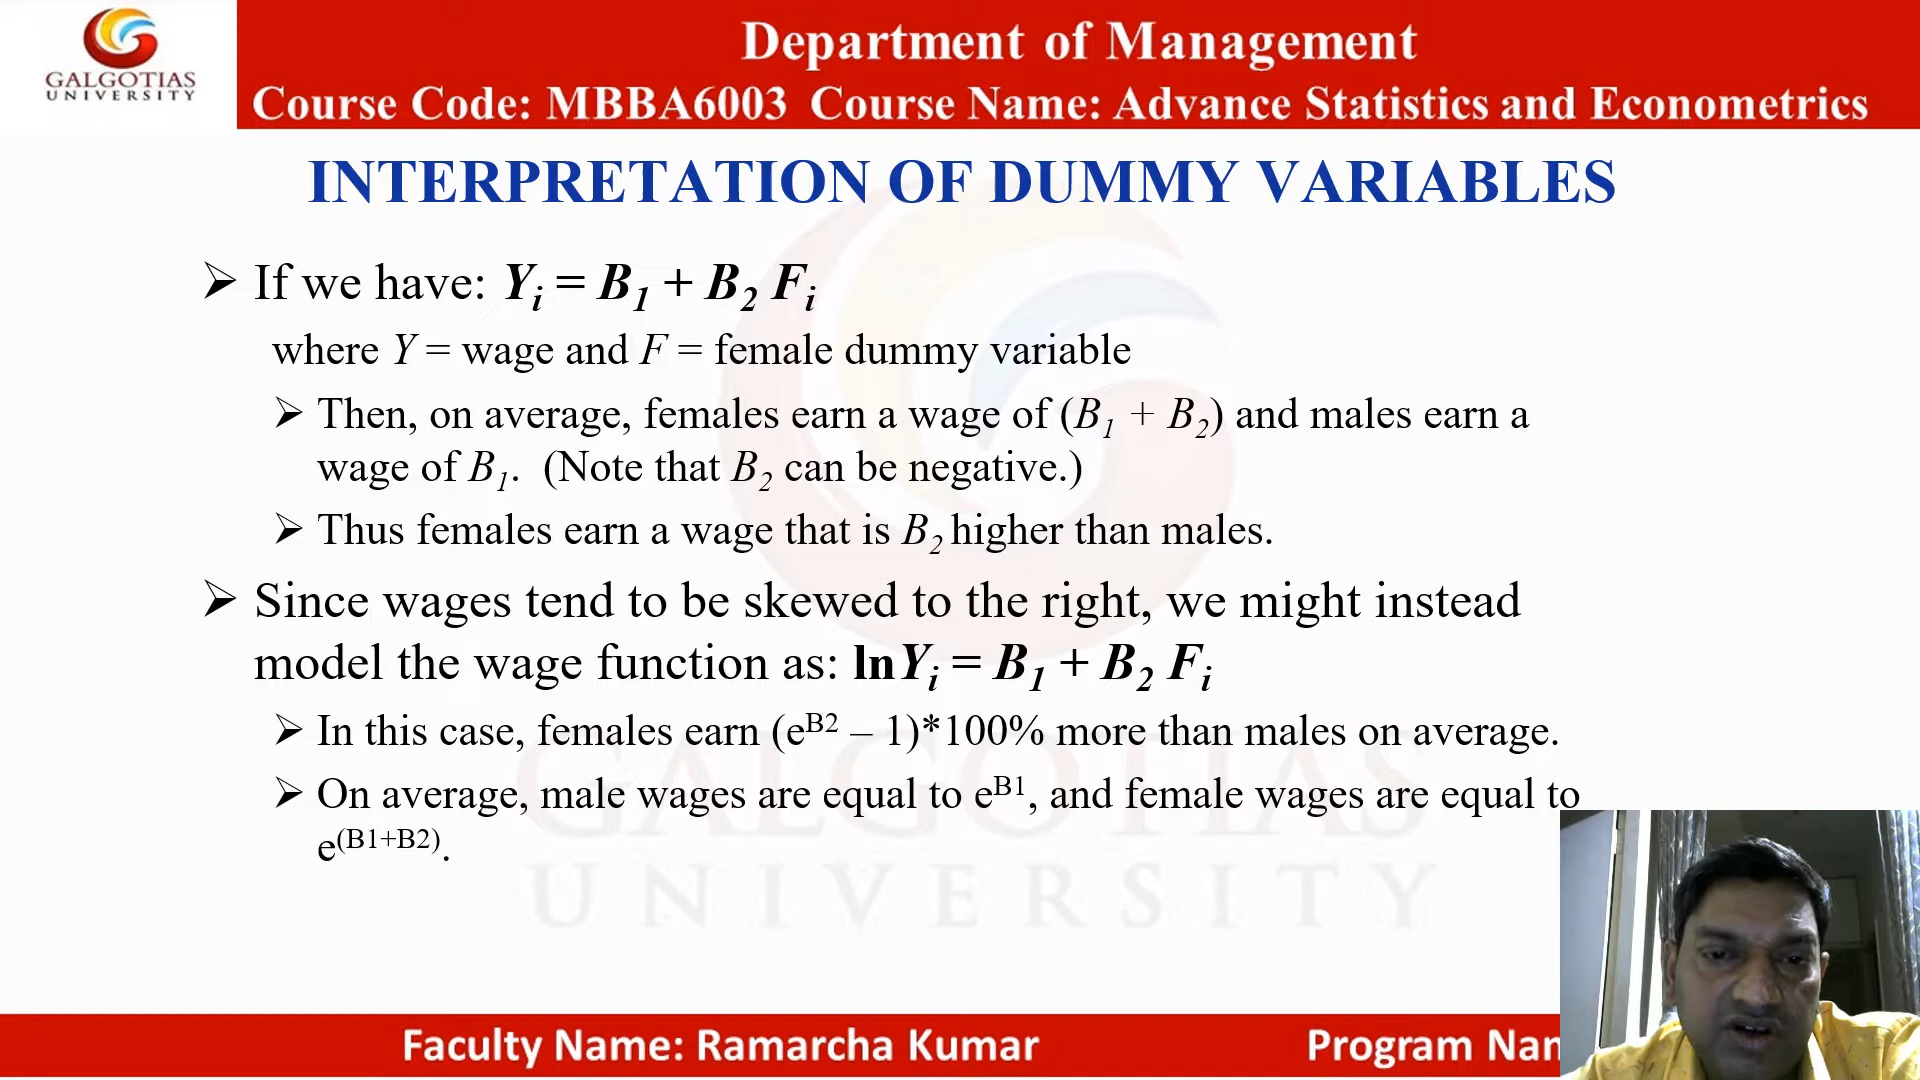 GALGOTIAS
UNIVERSITY
Department of Management
Course Code: MBBA6003 Course Name: Advance Statistics and Econometrics
INTERPRETATION OF DUMMY VARIABLES
➢ If we have: Yᵢ = B₁ + B₂ Fᵢ
where Y = wage and F = female dummy variable
➢ Then, on average, females earn a wage of (B₁ + B₂) and males earn a
wage of B₁. (Note that B₂ can be negative.)
➢ Thus females earn a wage that is B₂ higher than males.
➢ Since wages tend to be skewed to the right, we might instead
model the wage function as: lnYᵢ = B₁ + B₂ Fᵢ
➢ In this case, females earn (e^B2 – 1)*100% more than males on average.
➢ On average, male wages are equal to e^B1, and female wages are equal to
e^(B1+B2).
GALGOTIAS
UNIVERSITY
Faculty Name: Ramarcha Kumar
Program